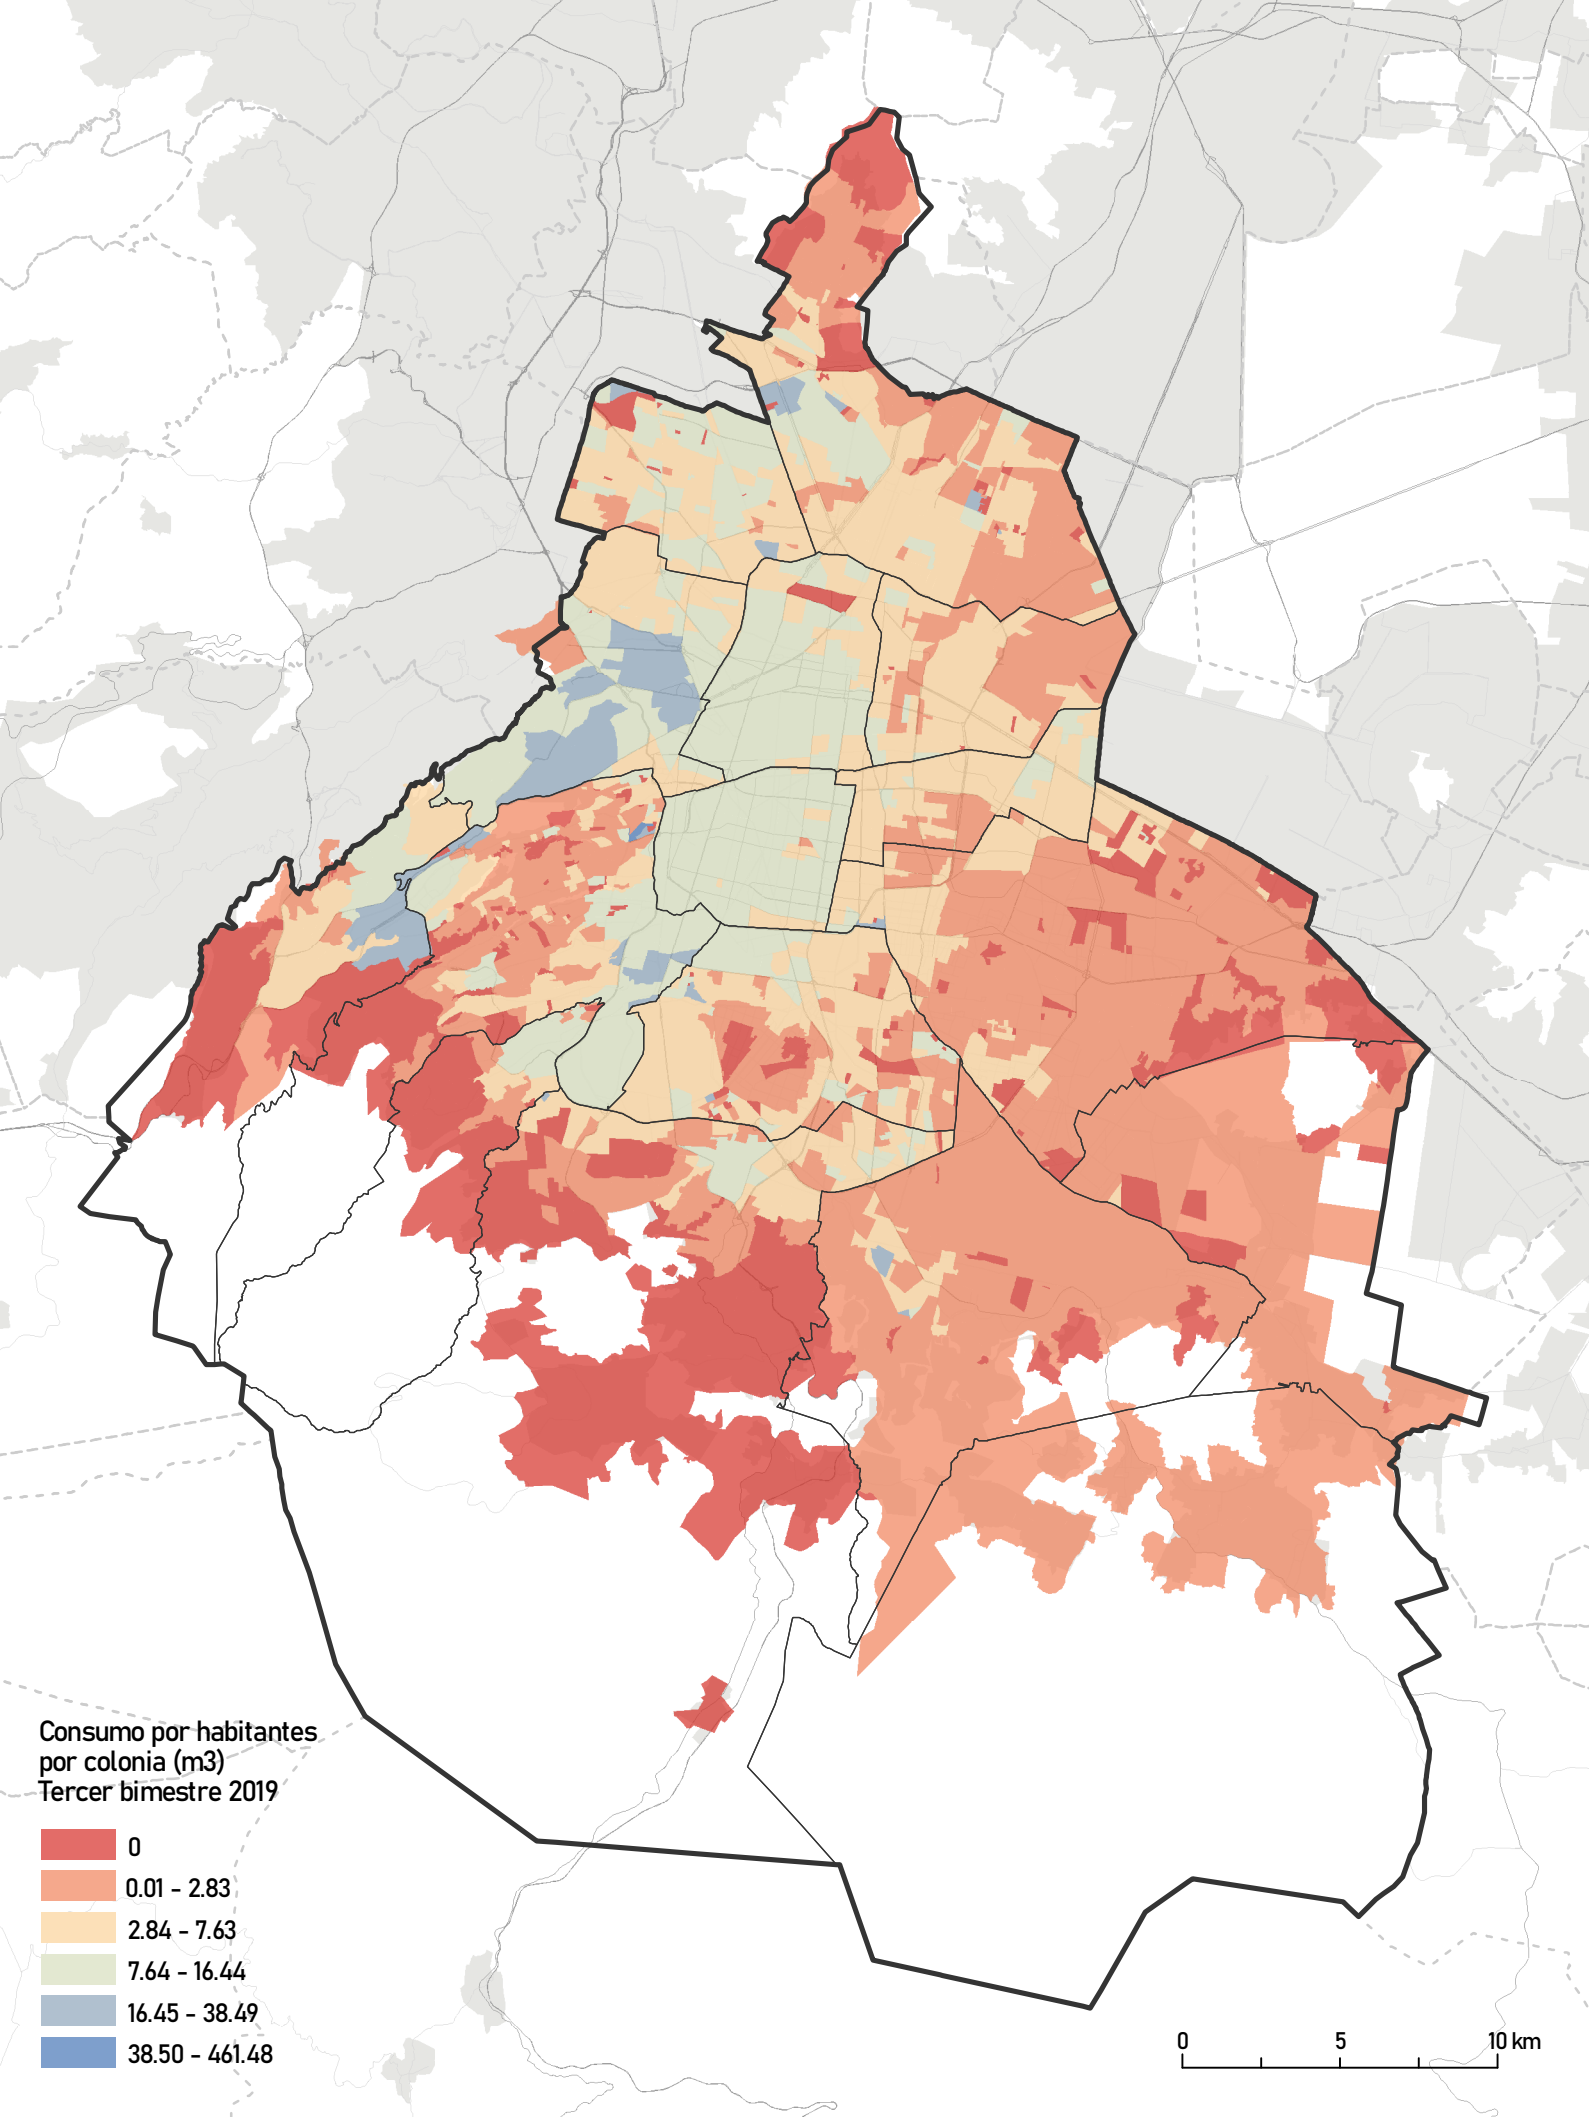 Consumo por habitantes
por colonia (m3)
Tercer bimestre 2019
0
0.01 - 2.83
2.84 - 7.63
7.64 - 16.44
16.45 - 38.49
38.50 - 461.48
0 5 10 km